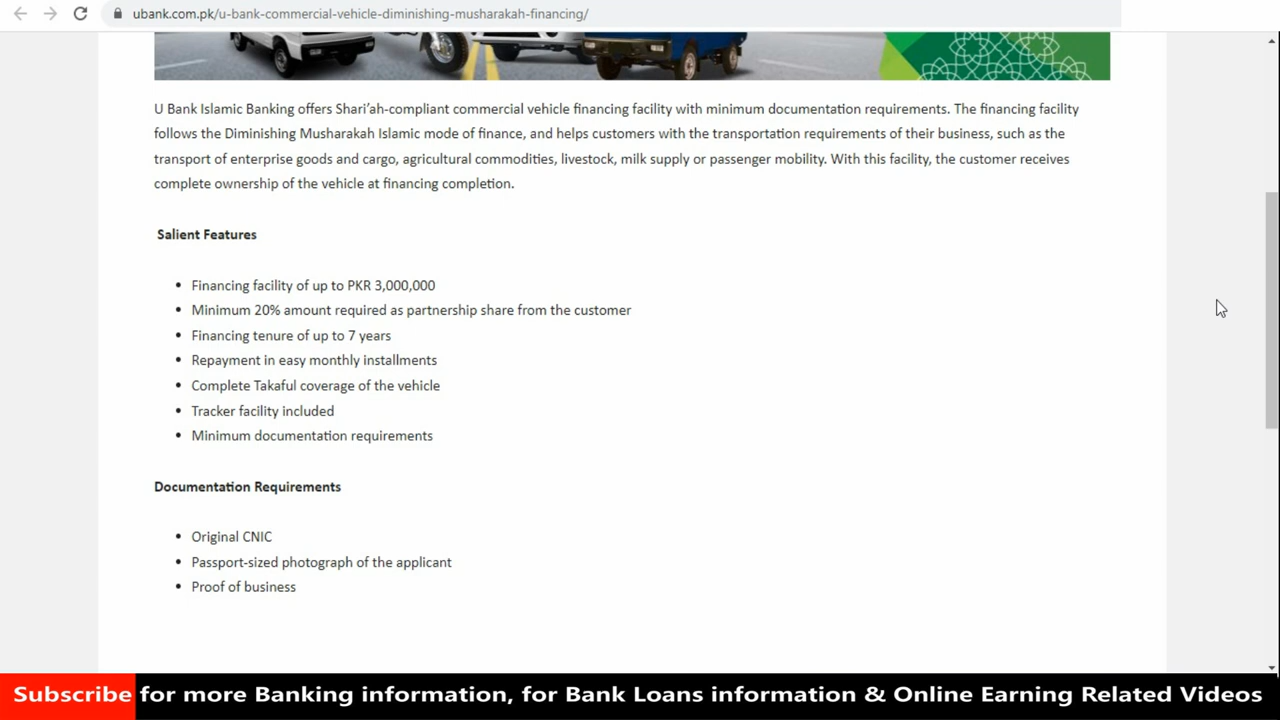 ubank.com.pk/u-bank-commercial-vehicle-diminishing-musharakah-financing/
U Bank Islamic Banking offers Shari’ah-compliant commercial vehicle financing facility with minimum documentation requirements. The financing facility
follows the Diminishing Musharakah Islamic mode of finance, and helps customers with the transportation requirements of their business, such as the
transport of enterprise goods and cargo, agricultural commodities, livestock, milk supply or passenger mobility. With this facility, the customer receives
complete ownership of the vehicle at financing completion.
Salient Features
• Financing facility of up to PKR 3,000,000
• Minimum 20% amount required as partnership share from the customer
• Financing tenure of up to 7 years
• Repayment in easy monthly installments
• Complete Takaful coverage of the vehicle
• Tracker facility included
• Minimum documentation requirements
Documentation Requirements
• Original CNIC
• Passport-sized photograph of the applicant
• Proof of business
Subscribe for more Banking information, for Bank Loans information & Online Earning Related Videos